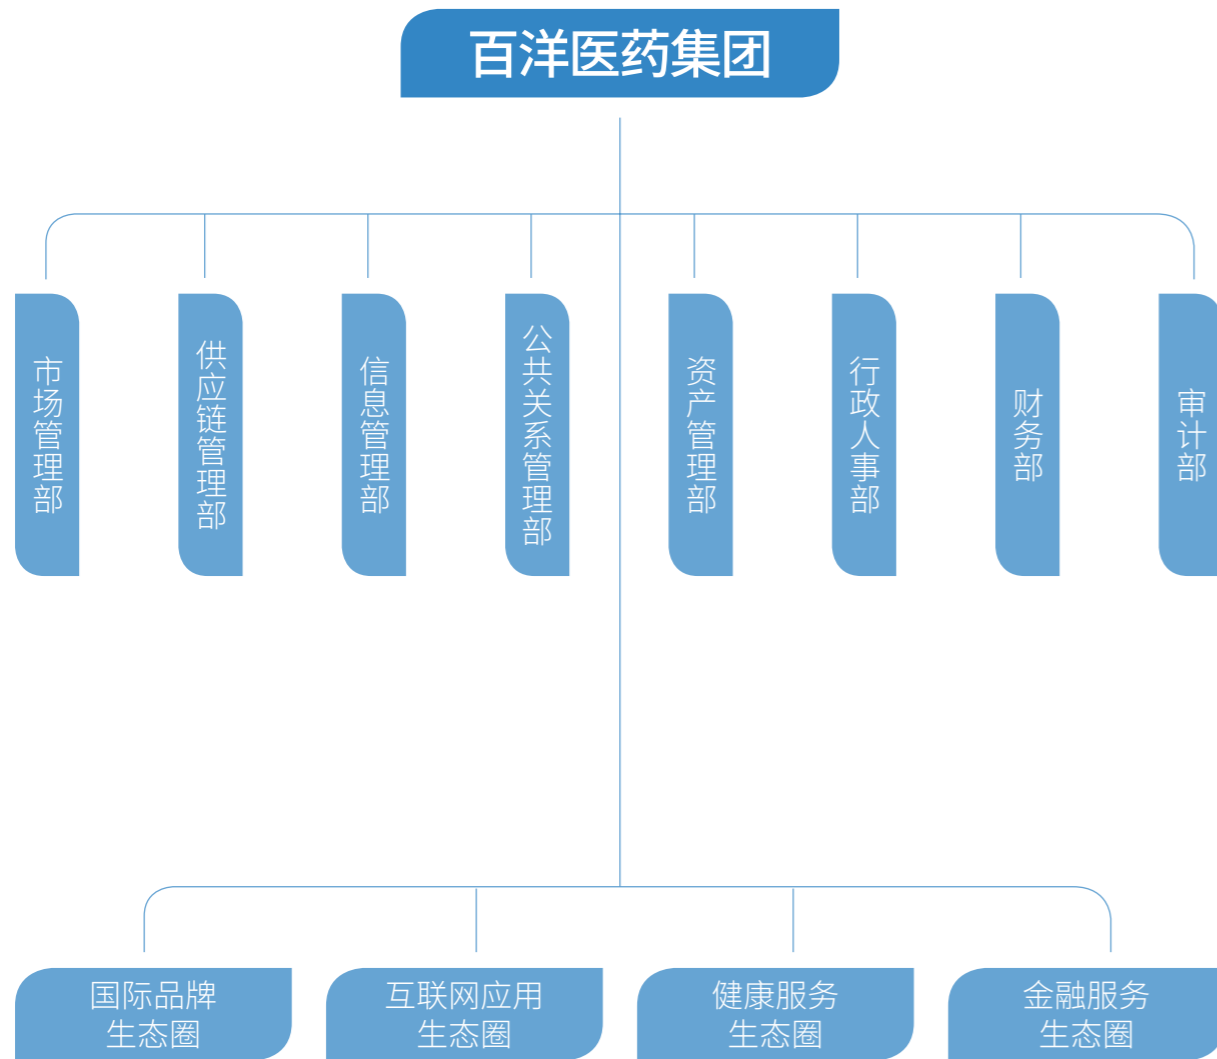 百洋医药集团
市场管理部
供应链管理部
信息管理部
公共关系管理部
资产管理部
行政人事部
财务部
审计部
国际品牌
生态圈
互联网应用
生态圈
健康服务
生态圈
金融服务
生态圈